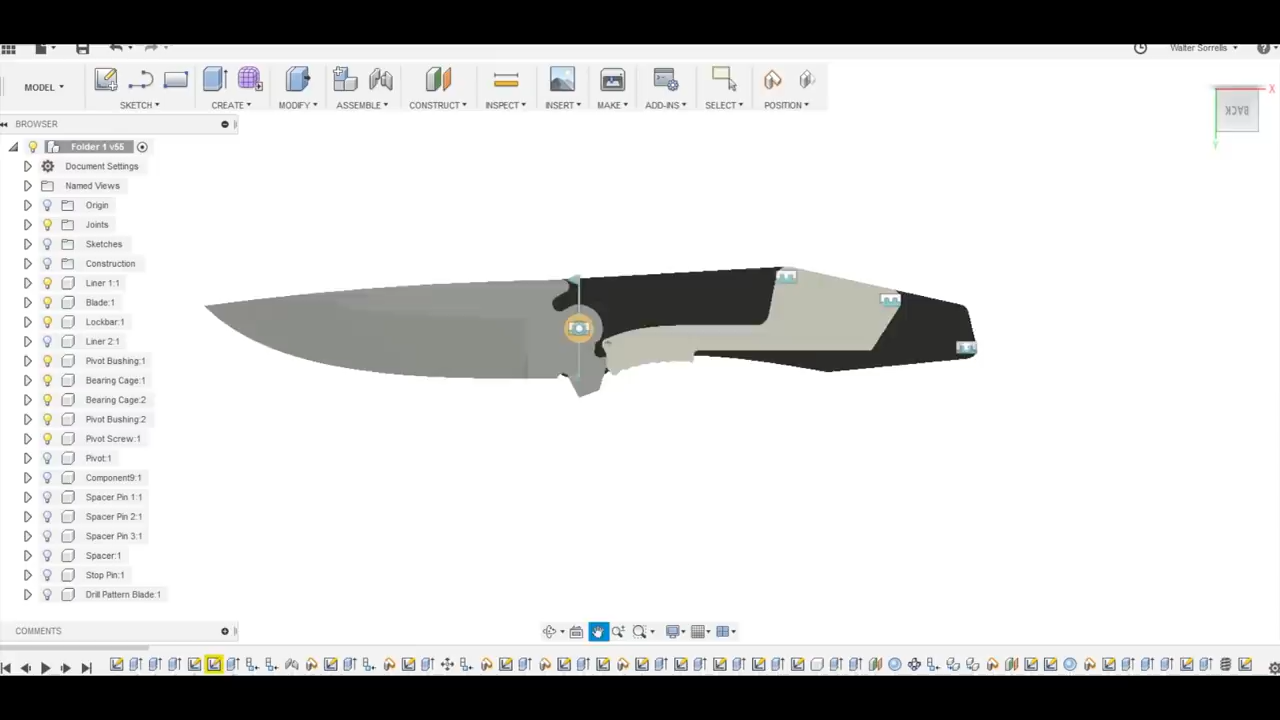 Walter Sorrells
MODEL
SKETCH
CREATE
MODIFY
ASSEMBLE
CONSTRUCT
INSPECT
INSERT
MAKE
ADD-INS
SELECT
POSITION
X
BACK
Y
BROWSER
Folder 1 v55
Document Settings
Named Views
Origin
Joints
Sketches
Construction
Liner 1:1
Blade:1
Lockbar:1
Liner 2:1
Pivot Bushing:1
Bearing Cage:1
Bearing Cage:2
Pivot Bushing:2
Pivot Screw:1
Pivot:1
Component9:1
Spacer Pin 1:1
Spacer Pin 2:1
Spacer Pin 3:1
Spacer:1
Stop Pin:1
Drill Pattern Blade:1
COMMENTS